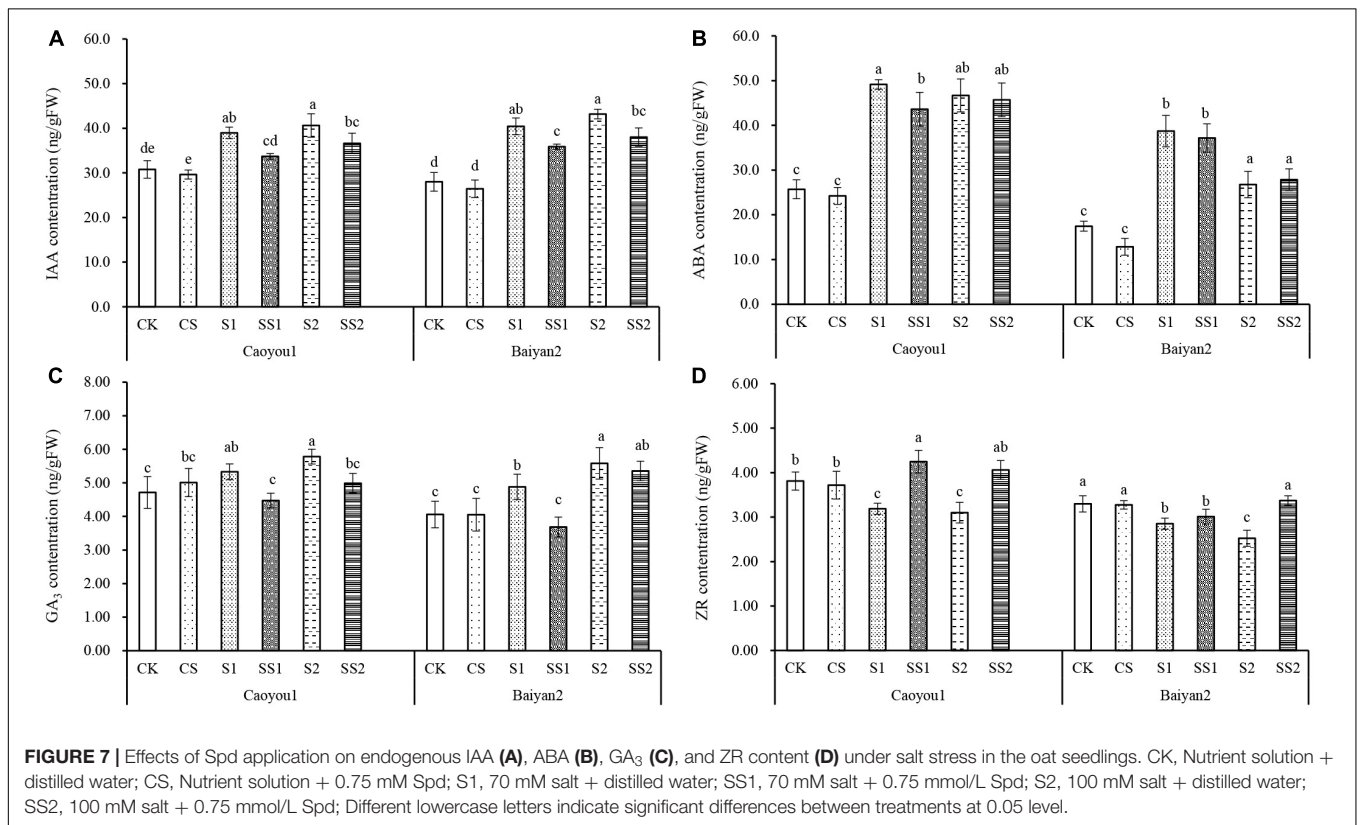 A
60.0
50.0
40.0
30.0
20.0
10.0
0.0
IAA contentration (ng/gFW)
de
e
ab
cd
a
bc
d
d
ab
c
a
bc
CK CS S1 SS1 S2 SS2 CK CS S1 SS1 S2 SS2
Caoyou1 Baiyan2
B
60.0
50.0
40.0
30.0
20.0
10.0
0.0
ABA contentration (ng/gFW)
c
c
a
b
ab
ab
c
c
b
b
a
a
CK CS S1 SS1 S2 SS2 CK CS S1 SS1 S2 SS2
Caoyou1 Baiyan2
C
8.00
7.00
6.00
5.00
4.00
3.00
2.00
1.00
0.00
GA3 contentration (ng/gFW)
c
bc
ab
c
a
bc
c
c
b
c
a
ab
CK CS S1 SS1 S2 SS2 CK CS S1 SS1 S2 SS2
Caoyou1 Baiyan2
D
6.00
5.00
4.00
3.00
2.00
1.00
0.00
ZR contentration (ng/gFW)
b
b
c
a
c
ab
a
a
b
b
c
a
CK CS S1 SS1 S2 SS2 CK CS S1 SS1 S2 SS2
Caoyou1 Baiyan2
FIGURE 7 | Effects of Spd application on endogenous IAA (A), ABA (B), GA3 (C), and ZR content (D) under salt stress in the oat seedlings. CK, Nutrient solution +
distilled water; CS, Nutrient solution + 0.75 mM Spd; S1, 70 mM salt + distilled water; SS1, 70 mM salt + 0.75 mmol/L Spd; S2, 100 mM salt + distilled water;
SS2, 100 mM salt + 0.75 mmol/L Spd; Different lowercase letters indicate significant differences between treatments at 0.05 level.